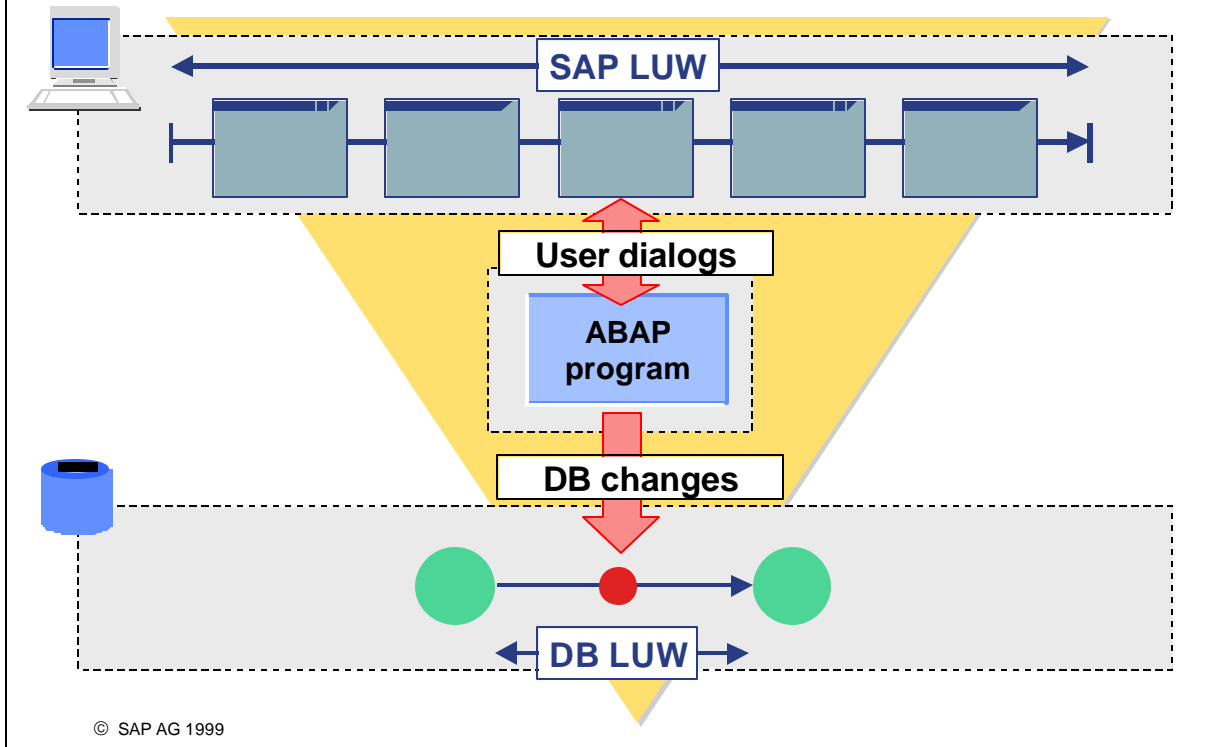 SAP LUW
User dialogs
ABAP
program
DB changes
DB LUW
© SAP AG 1999